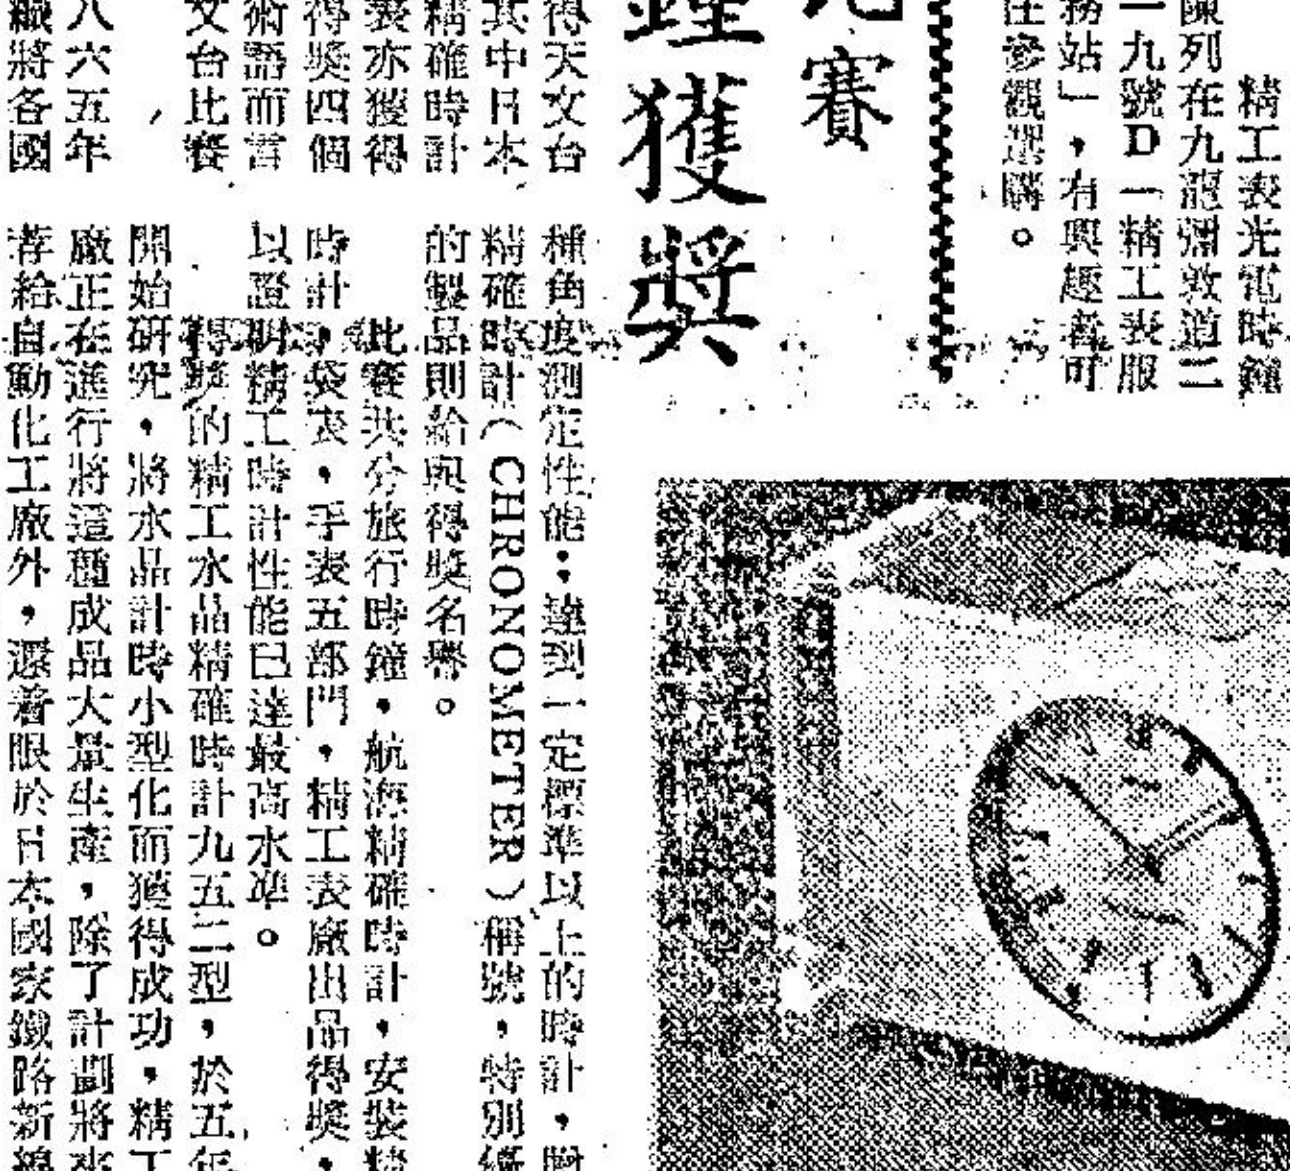 精工表光電時鐘
陳列在九龍彌敦道二
一九號D一精工表服
務站」,有興趣者可
往參觀選購。
比賽
鐘獲獎
得天文台
其中日本
精確時計
表亦獲得
得獎四個
術語而言
文台比賽
,
八六五年
織將各國
種角度測定性能:達到一定標準以上的時計,附
精確時計(CHRONOMETER)稱號,特別優
的製品則給與得獎名譽。
此賽共分旅行時鐘,航海精確時計,安裝精
時計,袋表,手表五部門,精工表廠出品得獎,
以證明精工時計性能已達最高水準。
得獎的精工水晶精確時計九五二型,於五年
開始研究,將水晶計時小型化而獲得成功,精工
廠正在進行將這種成品大量生產,除了計劃將來
荐給自動化工廠外,還着眼於日本國家鐵路新線